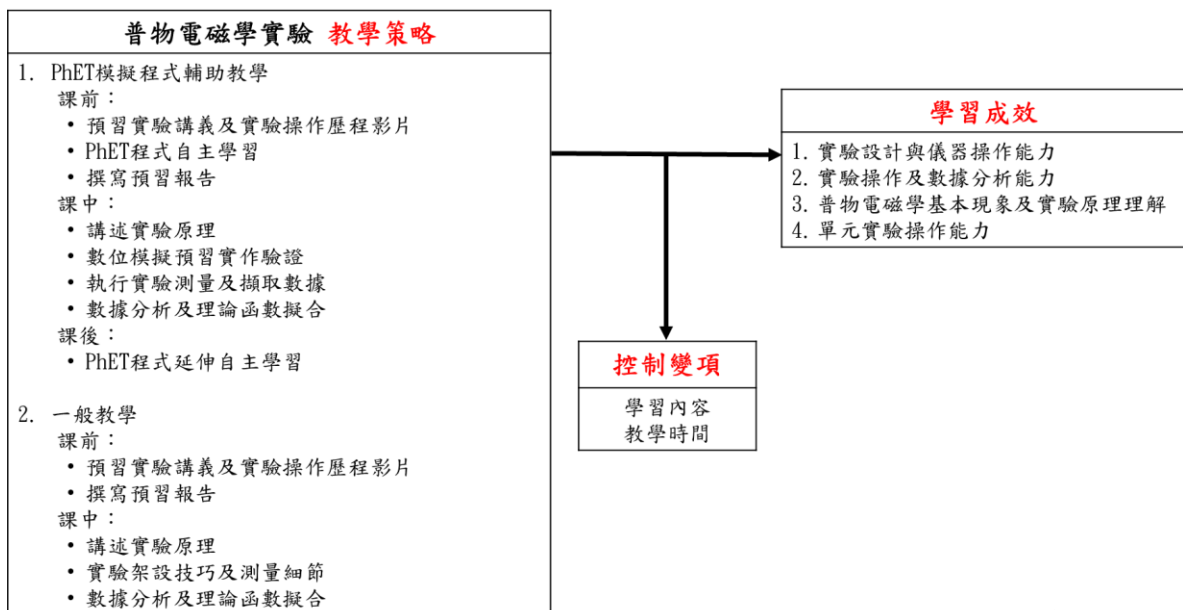 普物電磁學實驗 教學策略
1. PhET模擬程式輔助教學
課前：
• 預習實驗講義及實驗操作歷程影片
• PhET程式自主學習
• 撰寫預習報告
課中：
• 講述實驗原理
• 數位模擬預習實作驗證
• 執行實驗測量及擷取數據
• 數據分析及理論函數擬合
課後：
• PhET程式延伸自主學習
2. 一般教學
課前：
• 預習實驗講義及實驗操作歷程影片
• 撰寫預習報告
課中：
• 講述實驗原理
• 實驗架設技巧及測量細節
• 數據分析及理論函數擬合
學習成效
1. 實驗設計與儀器操作能力
2. 實驗操作及數據分析能力
3. 普物電磁學基本現象及實驗原理理解
4. 單元實驗操作能力
控制變項
學習內容
教學時間